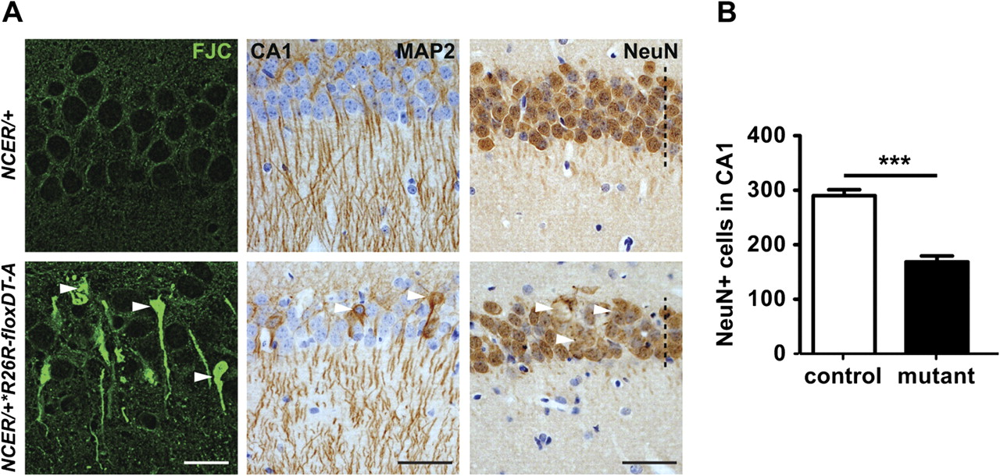 A
B
FJC
CA1
MAP2
NeuN
NCER/+
NCER/+*R26R-floxDT-A
NeuN+ cells in CA1
400
300
200
100
0
***
control
mutant